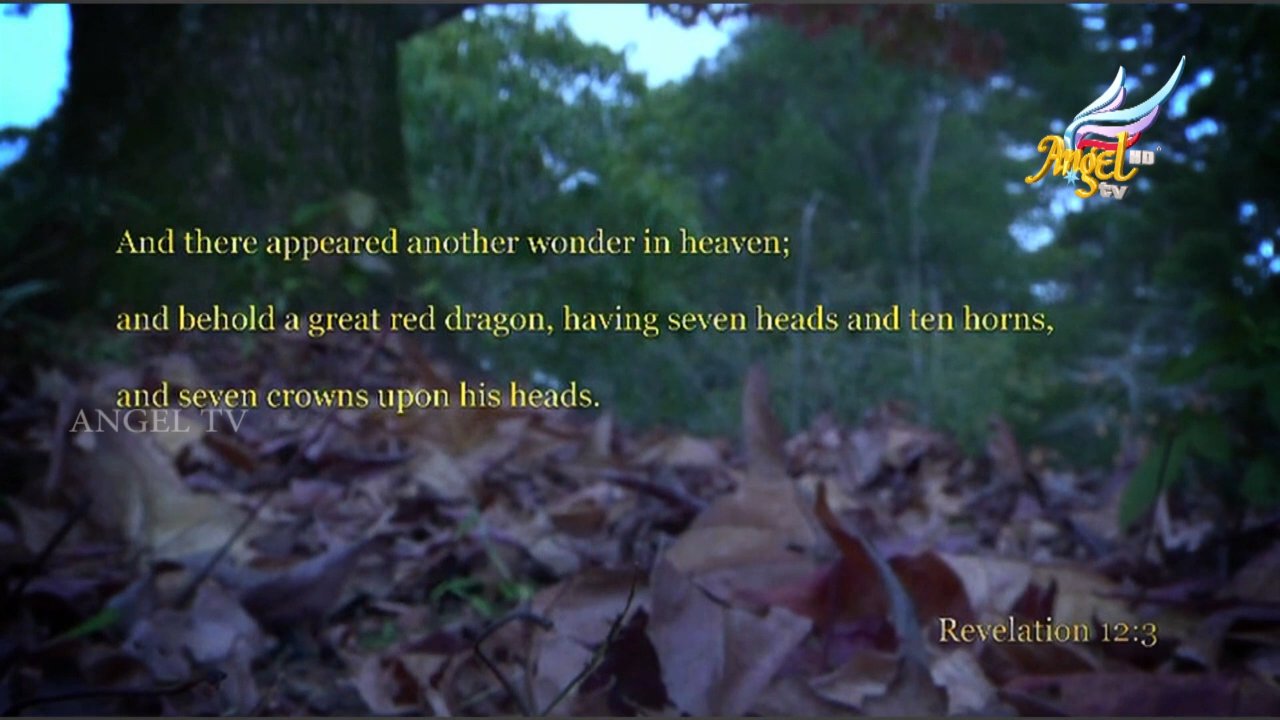 Angel HD
tv
And there appeared another wonder in heaven;
and behold a great red dragon, having seven heads and ten horns,
and seven crowns upon his heads.
ANGEL TV
Revelation 12:3